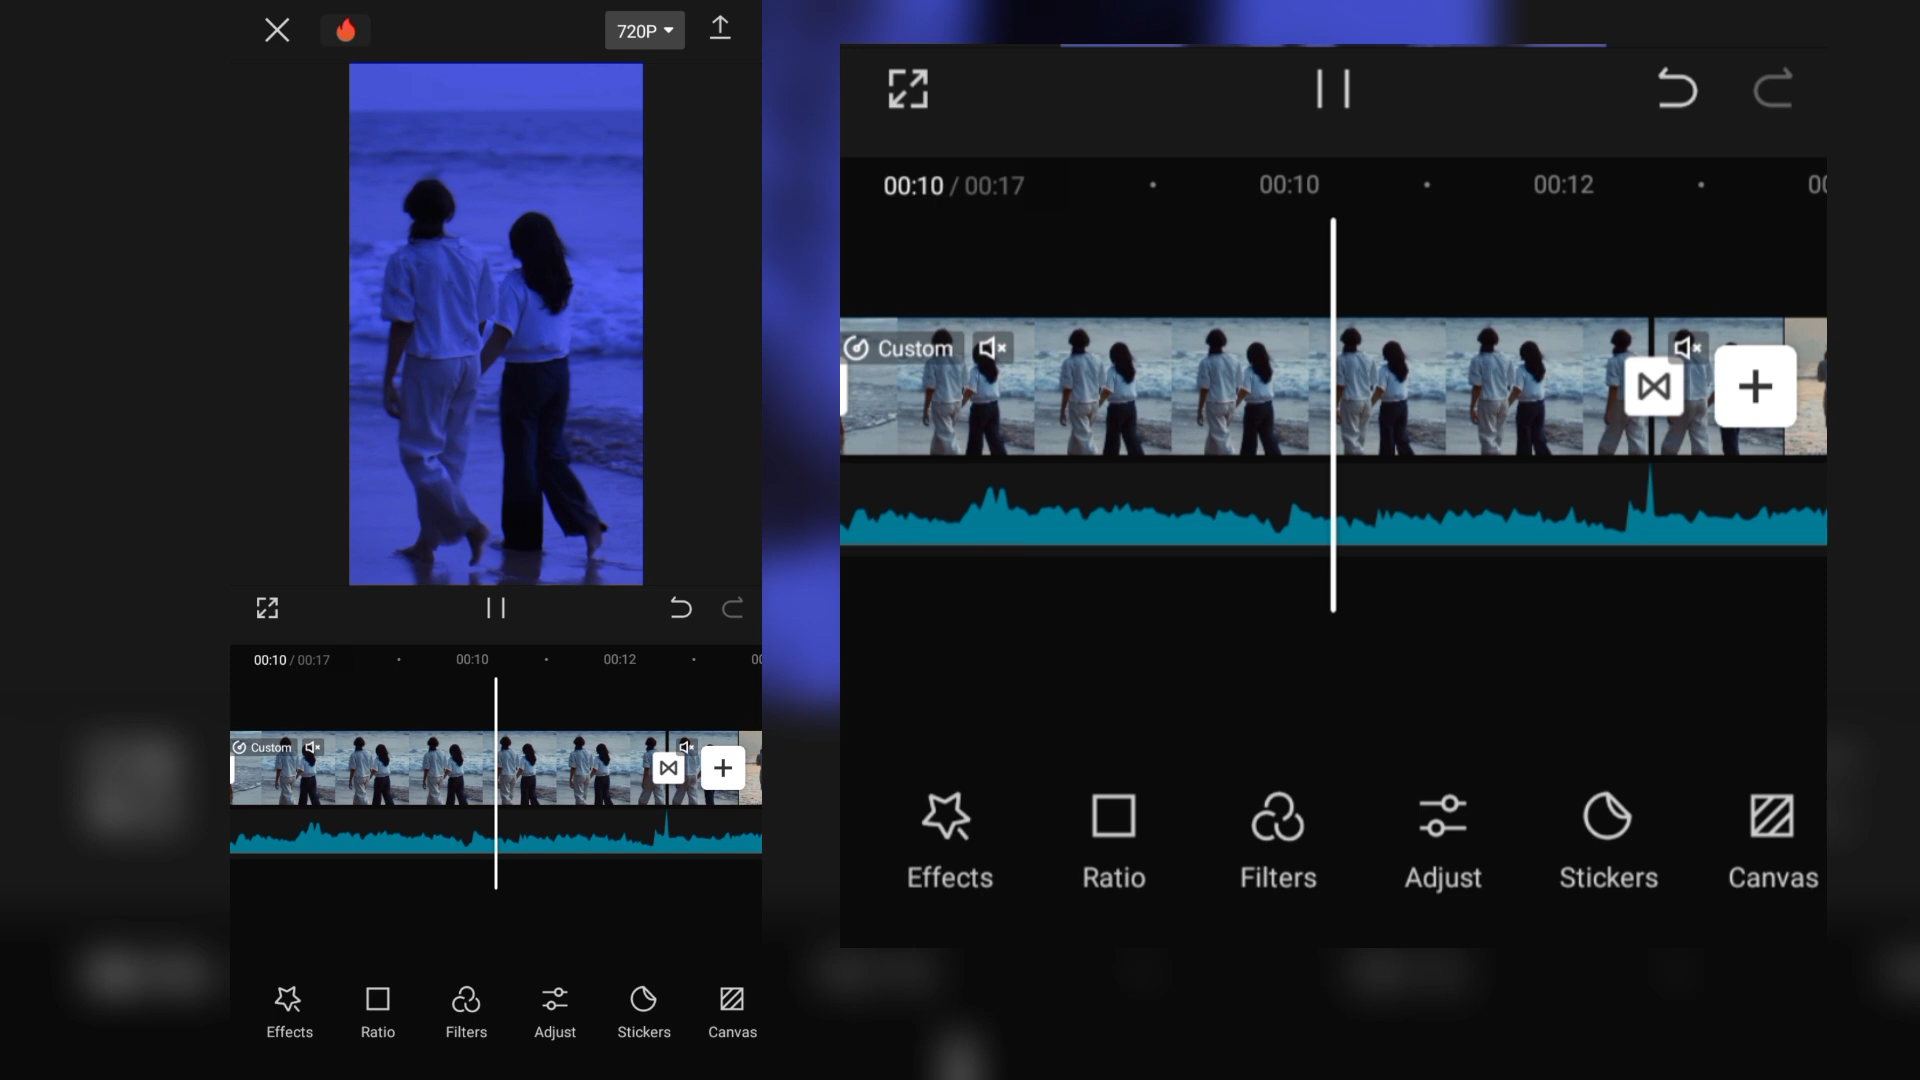 720P
00:10 / 00:17
00:10
00:12
Custom
Effects
Ratio
Filters
Adjust
Stickers
Canvas
00:10 / 00:17
00:10
00:12
Custom
Effects
Ratio
Filters
Adjust
Stickers
Canvas